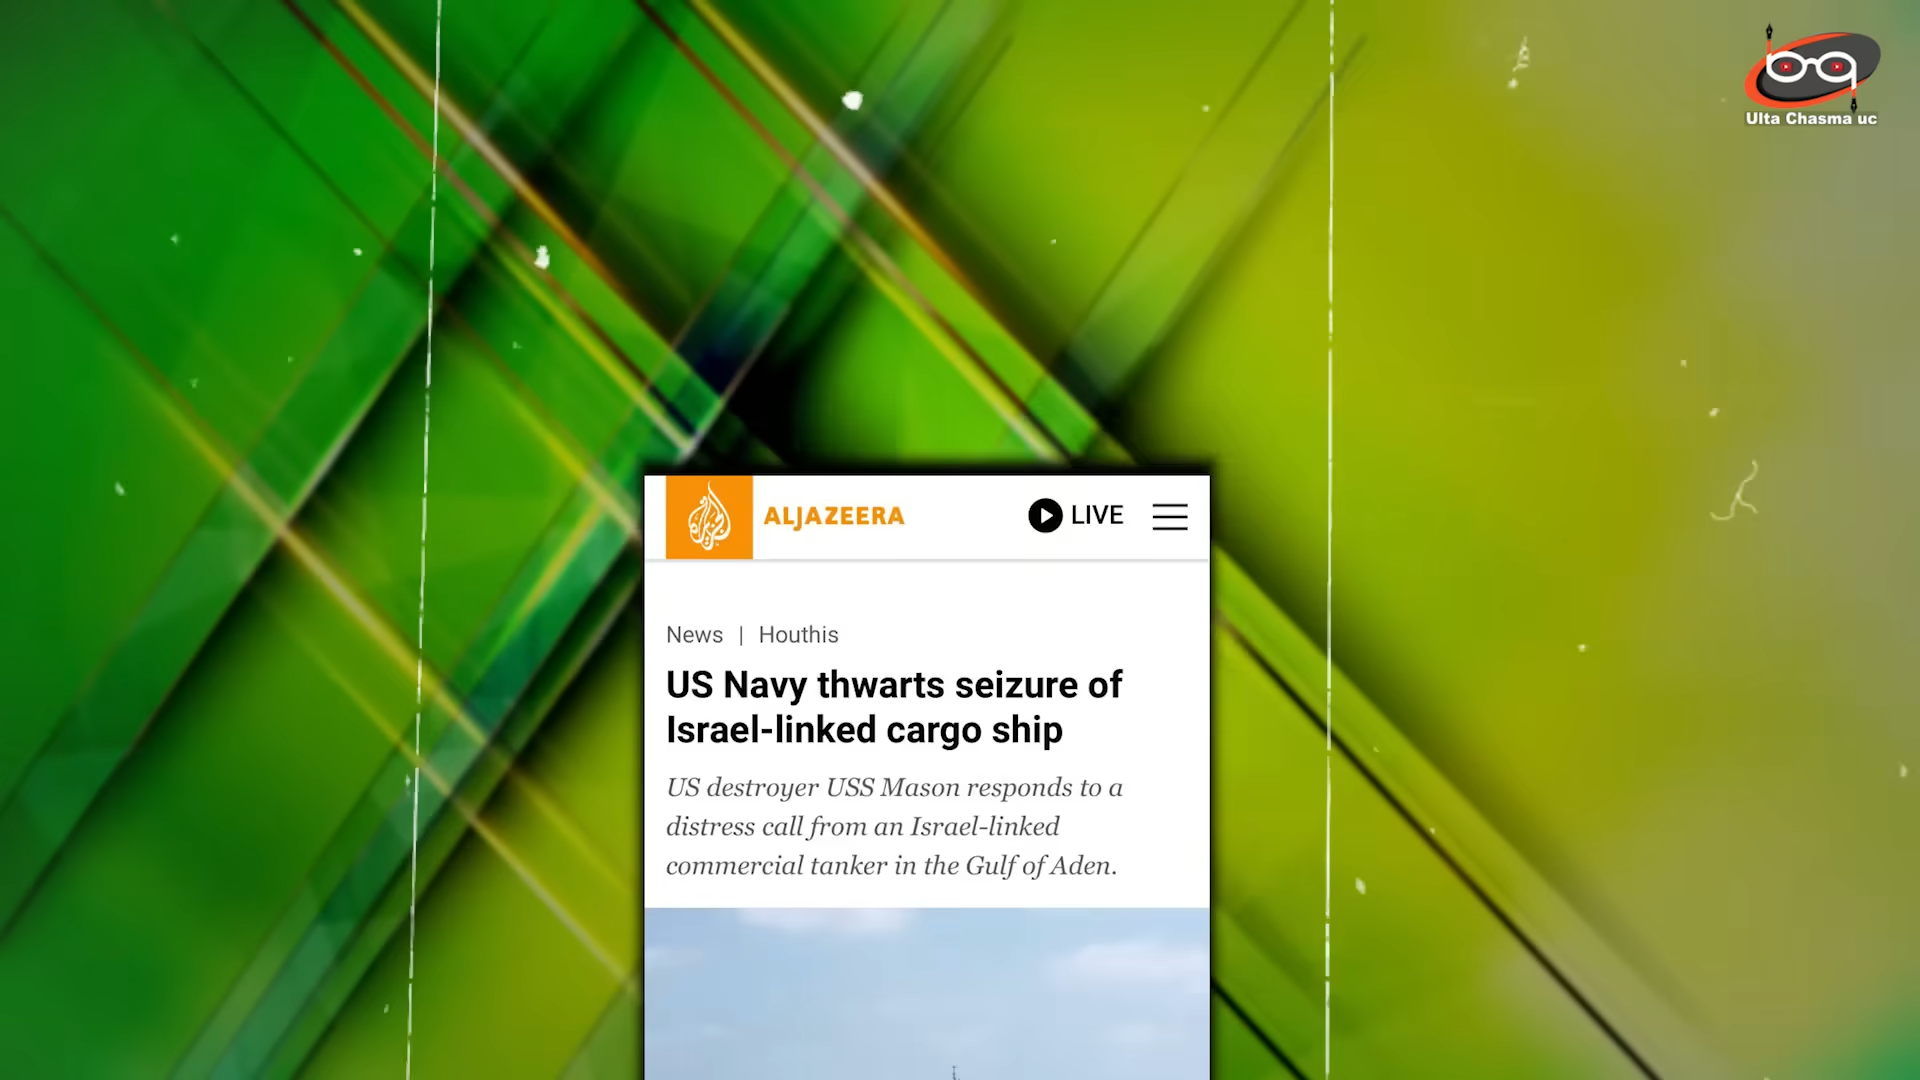 Ulta Chasma uc
ALJAZEERA
LIVE
News | Houthis
US Navy thwarts seizure of
Israel-linked cargo ship
US destroyer USS Mason responds to a
distress call from an Israel-linked
commercial tanker in the Gulf of Aden.